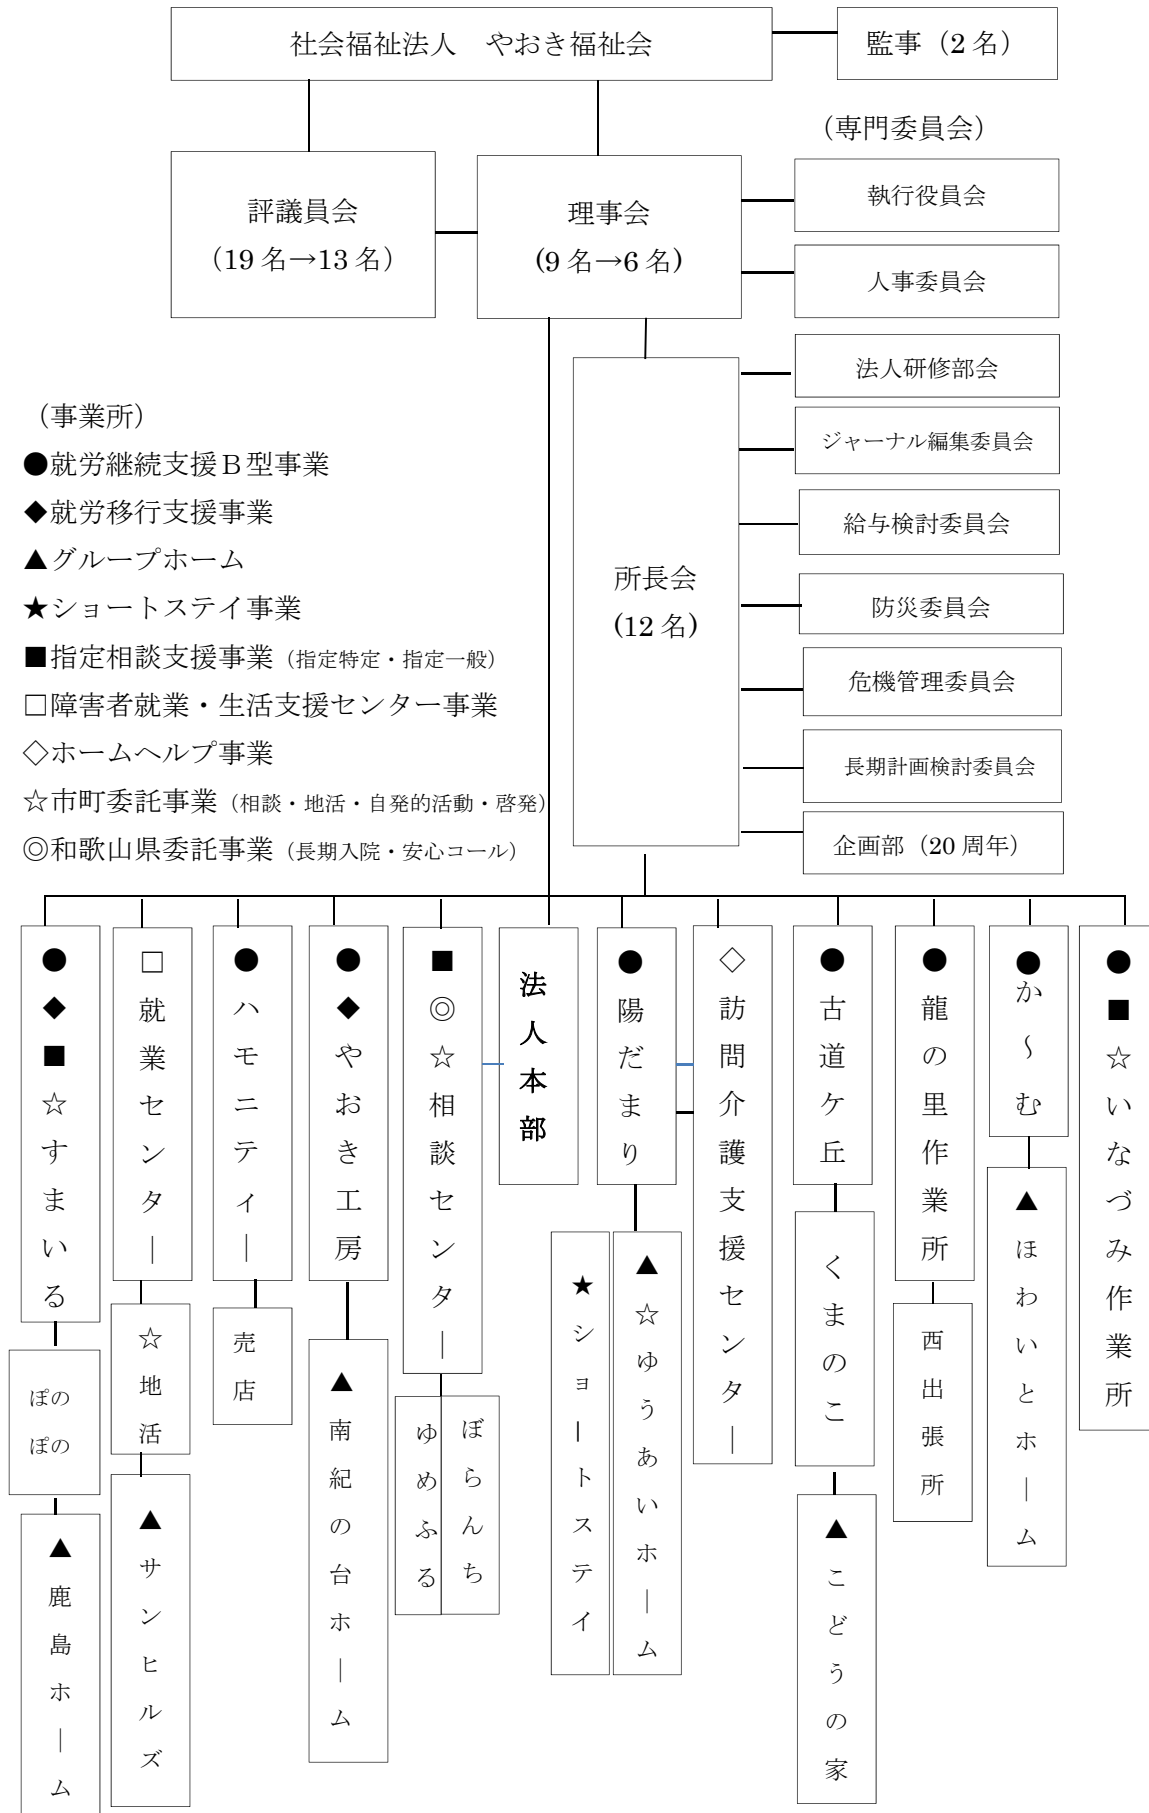 社会福祉法人　やおき福祉会
監事（2 名）
（専門委員会）
評議員会
（19 名→13 名）
理事会
(9 名→6 名)
執行役員会
人事委員会
法人研修部会
ジャーナル編集委員会
給与検討委員会
防災委員会
危機管理委員会
長期計画検討委員会
企画部（20 周年）
所長会
(12 名)
（事業所）
●就労継続支援Ｂ型事業
◆就労移行支援事業
▲グループホーム
★ショートステイ事業
■指定相談支援事業（指定特定・指定一般）
□障害者就業・生活支援センター事業
◇ホームヘルプ事業
☆市町委託事業（相談・地活・自発的活動・啓発）
◎和歌山県委託事業（長期入院・安心コール）
●◆■☆すまいる
□就業センター
●ハモニティー
●◆やおき工房
■◎☆相談センター
法人本部
●陽だまり
◇訪問介護支援センター
●古道ケ丘
●龍の里作業所
●か～む
●■☆いなづみ作業所
ぽの
ぽの
▲鹿島ホーム
☆地活
▲サンヒルズ
売店
▲南紀の台ホーム
ゆめふる
ぼらんち
★ショートステイ
▲☆ゆうあいホーム
くまのこ
▲こどうの家
西出張所
▲ほわいとホーム